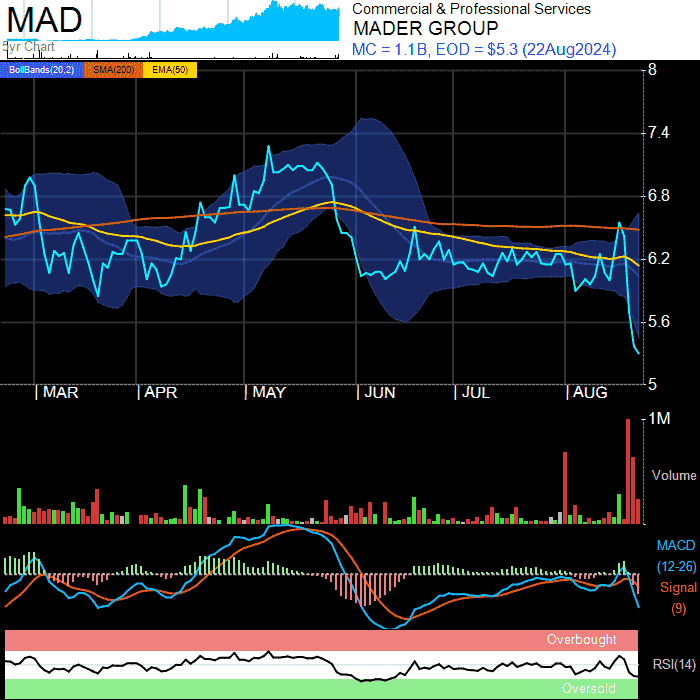 MAD
Commercial & Professional Services
MADER GROUP
MC = 1.1B, EOD = $5.3 (22Aug2024)
5yr Chart
BollBands(20,2) SMA(200) EMA(50)
8
7.4
6.8
6.2
5.6
5
MAR APR MAY JUN JUL AUG
1M
Volume
MACD
(12-26)
Signal
(9)
Overbought
RSI(14)
Oversold